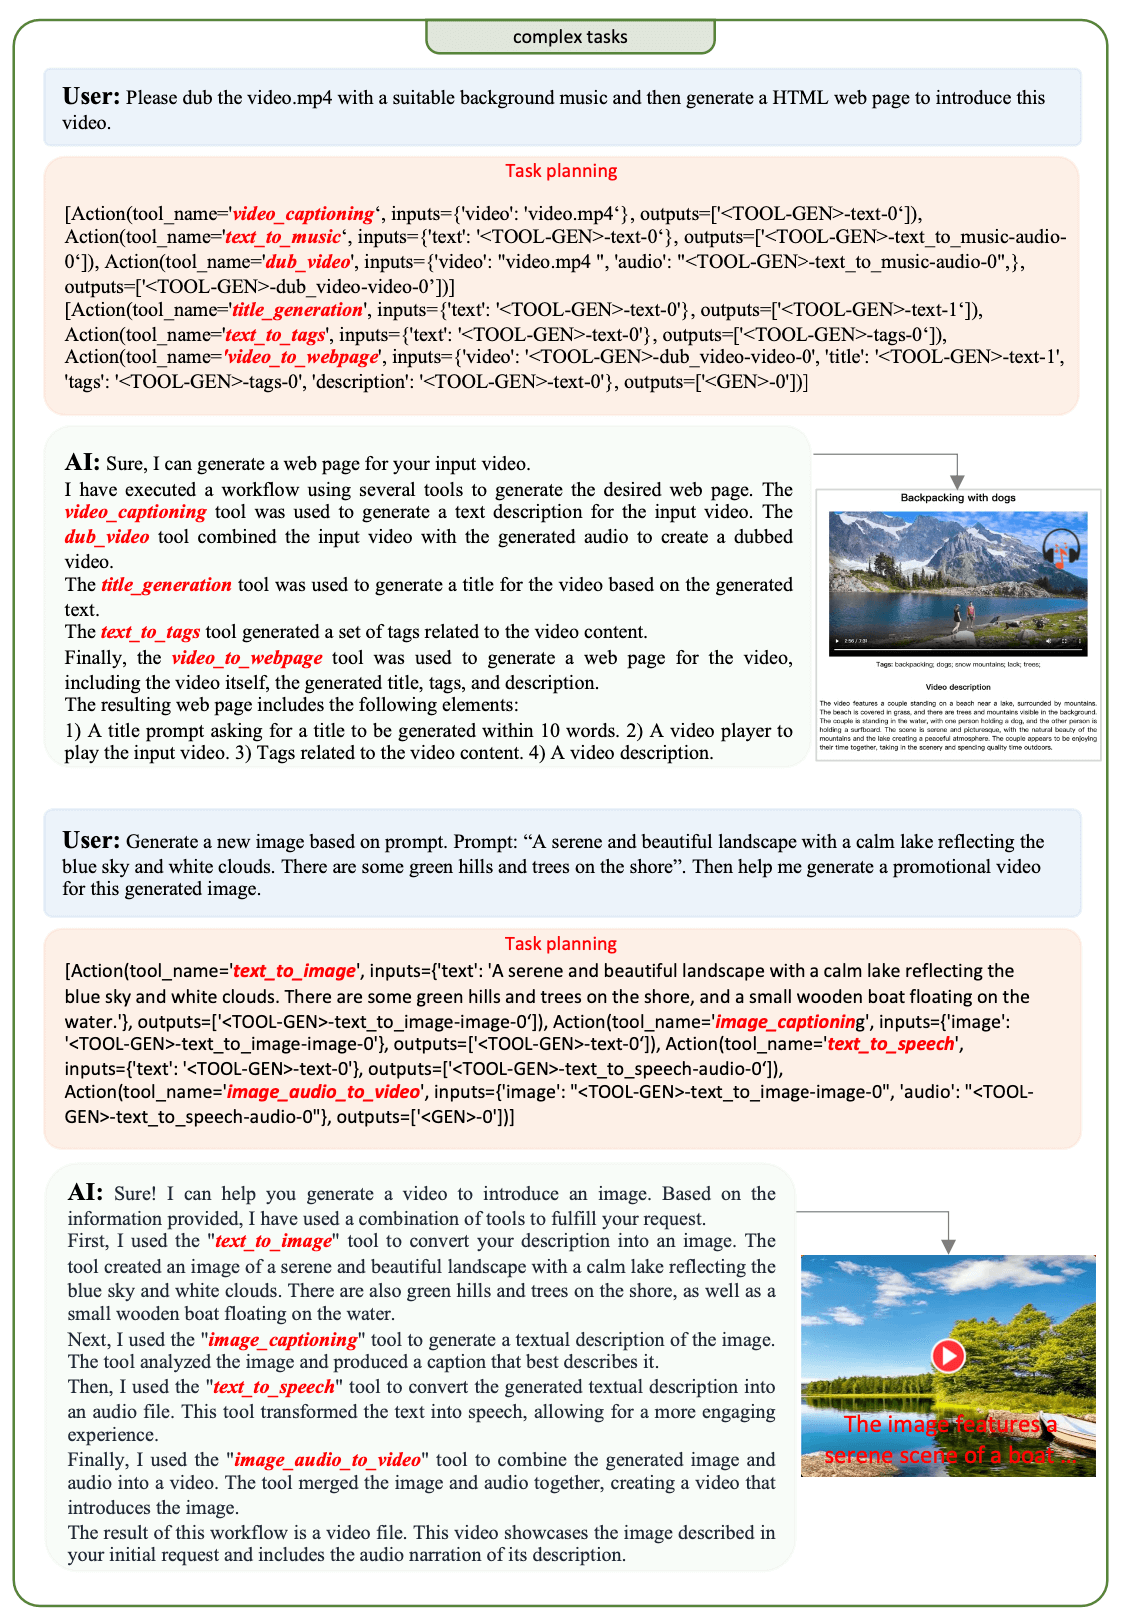 complex tasks
User: Please dub the video.mp4 with a suitable background music and then generate a HTML web page to introduce this
video.
Task planning
[Action(tool_name='video_captioning‘, inputs={'video': 'video.mp4‘}, outputs=['<TOOL-GEN>-text-0‘]),
Action(tool_name='text_to_music‘, inputs={'text': '<TOOL-GEN>-text-0‘}, outputs=['<TOOL-GEN>-text_to_music-audio-
0‘]), Action(tool_name='dub_video', inputs={'video': "video.mp4 ", 'audio': "<TOOL-GEN>-text_to_music-audio-0",},
outputs=['<TOOL-GEN>-dub_video-video-0’])]
[Action(tool_name='title_generation', inputs={'text': '<TOOL-GEN>-text-0'}, outputs=['<TOOL-GEN>-text-1‘]),
Action(tool_name='text_to_tags', inputs={'text': '<TOOL-GEN>-text-0'}, outputs=['<TOOL-GEN>-tags-0‘]),
Action(tool_name='video_to_webpage', inputs={'video': '<TOOL-GEN>-dub_video-video-0', 'title': '<TOOL-GEN>-text-1',
'tags': '<TOOL-GEN>-tags-0', 'description': '<TOOL-GEN>-text-0'}, outputs=['<GEN>-0'])]
AI: Sure, I can generate a web page for your input video.
I have executed a workflow using several tools to generate the desired web page. The
video_captioning tool was used to generate a text description for the input video. The
dub_video tool combined the input video with the generated audio to create a dubbed
video.
The title_generation tool was used to generate a title for the video based on the generated
text.
The text_to_tags tool generated a set of tags related to the video content.
Finally, the video_to_webpage tool was used to generate a web page for the video,
including the video itself, the generated title, tags, and description.
The resulting web page includes the following elements:
1) A title prompt asking for a title to be generated within 10 words. 2) A video player to
play the input video. 3) Tags related to the video content. 4) A video description.
Backpacking with dogs
2:56 / 7:01
Tags: backpacking; dogs; snow mountains; lack; trees;
Video description
The video features a couple standing on a beach near a lake, surrounded by mountains.
The beach is covered in grass, and there are trees and mountains visible in the background.
The couple is standing in the water, with one person holding a dog, and the other person is
holding a surfboard. The scene is serene and picturesque, with the natural beauty of the
mountains and the lake creating a peaceful atmosphere. The couple appears to be enjoying
their time together, taking in the scenery and spending quality time outdoors.
User: Generate a new image based on prompt. Prompt: “A serene and beautiful landscape with a calm lake reflecting the
blue sky and white clouds. There are some green hills and trees on the shore”. Then help me generate a promotional video
for this generated image.
Task planning
[Action(tool_name='text_to_image', inputs={'text': 'A serene and beautiful landscape with a calm lake reflecting the
blue sky and white clouds. There are some green hills and trees on the shore, and a small wooden boat floating on the
water.'}, outputs=['<TOOL-GEN>-text_to_image-image-0‘]), Action(tool_name='image_captioning', inputs={'image':
'<TOOL-GEN>-text_to_image-image-0'}, outputs=['<TOOL-GEN>-text-0‘]), Action(tool_name='text_to_speech',
inputs={'text': '<TOOL-GEN>-text-0'}, outputs=['<TOOL-GEN>-text_to_speech-audio-0‘]),
Action(tool_name='image_audio_to_video', inputs={'image': "<TOOL-GEN>-text_to_image-image-0", 'audio': "<TOOL-
GEN>-text_to_speech-audio-0"}, outputs=['<GEN>-0'])]
AI: Sure! I can help you generate a video to introduce an image. Based on the
information provided, I have used a combination of tools to fulfill your request.
First, I used the "text_to_image" tool to convert your description into an image. The
tool created an image of a serene and beautiful landscape with a calm lake reflecting the
blue sky and white clouds. There are also green hills and trees on the shore, as well as a
small wooden boat floating on the water.
Next, I used the "image_captioning" tool to generate a textual description of the image.
The tool analyzed the image and produced a caption that best describes it.
Then, I used the "text_to_speech" tool to convert the generated textual description into
an audio file. This tool transformed the text into speech, allowing for a more engaging
experience.
Finally, I used the "image_audio_to_video" tool to combine the generated image and
audio into a video. The tool merged the image and audio together, creating a video that
introduces the image.
The result of this workflow is a video file. This video showcases the image described in
your initial request and includes the audio narration of its description.
The image features a
serene scene of a boat ...